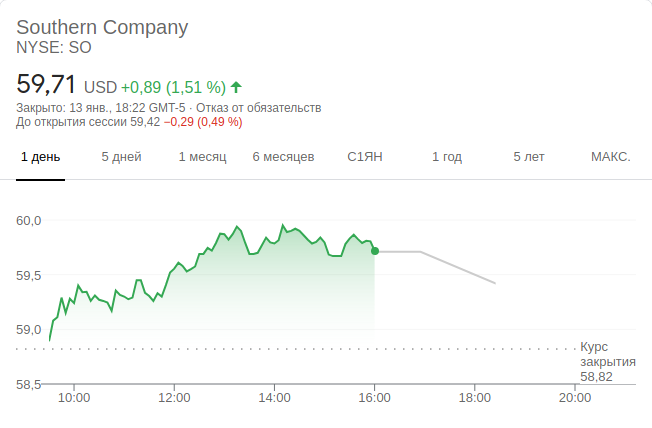 Southern Company
NYSE: SO
59,71 USD +0,89 (1,51 %)
Закрыто: 13 янв., 18:22 GMT-5 · Отказ от обязательств
До открытия сессии 59,42 −0,29 (0,49 %)
1 день 5 дней 1 месяц 6 месяцев С1ЯН 1 год 5 лет МАКС.
60,0
59,5
59,0
Курс
закрытия
58,82
58,5
10:00 12:00 14:00 16:00 18:00 20:00